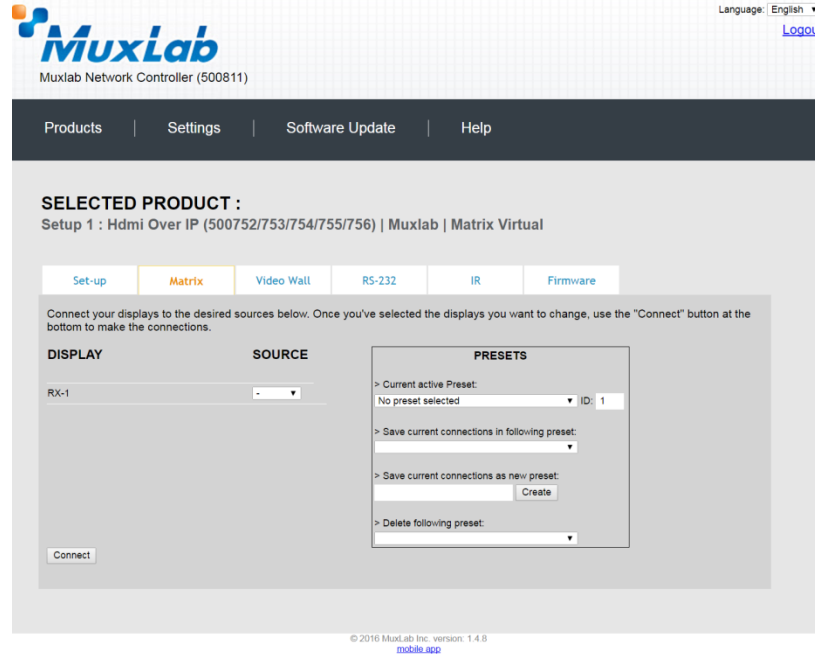 Language: English
Logou
MuxLab
Muxlab Network Controller (500811)
Products | Settings | Software Update | Help
SELECTED PRODUCT :
Setup 1 : Hdmi Over IP (500752/753/754/755/756) | Muxlab | Matrix Virtual
Set-up Matrix Video Wall RS-232 IR Firmware
Connect your displays to the desired sources below. Once you've selected the displays you want to change, use the "Connect" button at the
bottom to make the connections.
DISPLAY SOURCE
RX-1 -
PRESETS
> Current active Preset:
No preset selected ID: 1
> Save current connections in following preset:
> Save current connections as new preset:
Create
> Delete following preset:
Connect
© 2016 MuxLab Inc. version: 1.4.8
mobile app